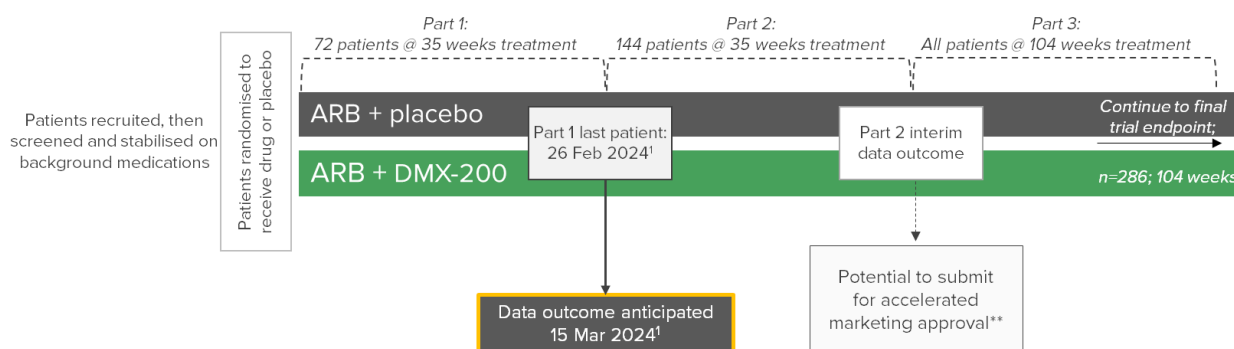 Part 1:
72 patients @ 35 weeks treatment
Part 2:
144 patients @ 35 weeks treatment
Part 3:
All patients @ 104 weeks treatment
Patients recruited, then
screened and stabilised on
background medications
Patients randomised to
receive drug or placebo
ARB + placebo
ARB + DMX-200
Part 1 last patient:
26 Feb 2024¹
Part 2 interim
data outcome
Continue to final
trial endpoint;
n=286; 104 weeks
Data outcome anticipated
15 Mar 2024¹
Potential to submit
for accelerated
marketing approval**